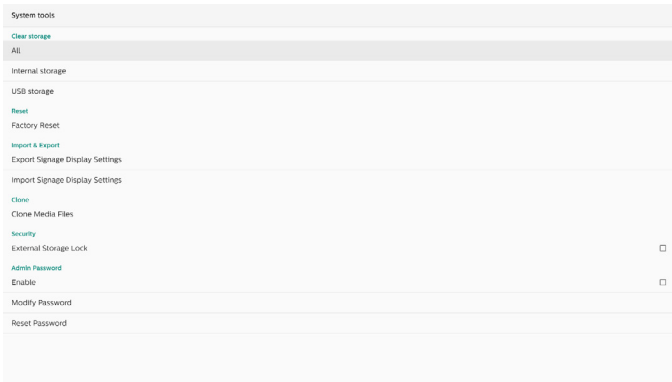 System tools
Clear storage
All
Internal storage
USB storage
Reset
Factory Reset
Import & Export
Export Signage Display Settings
Import Signage Display Settings
Clone
Clone Media Files
Security
External Storage Lock
Admin Password
Enable
Modify Password
Reset Password